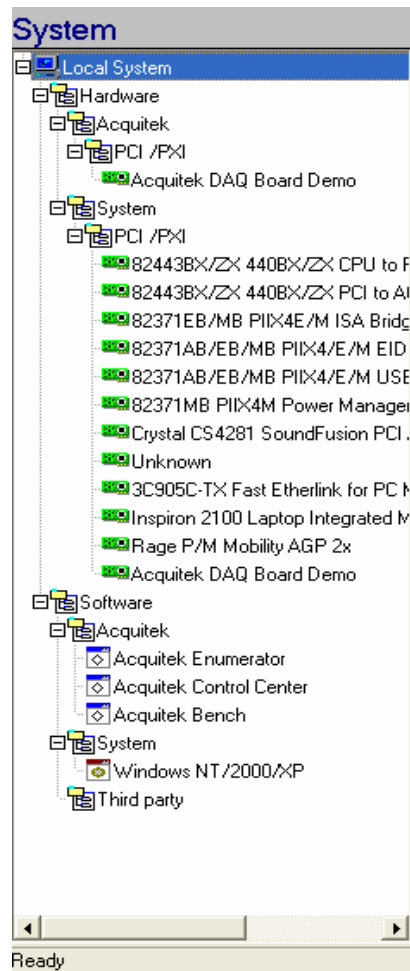 System
Local System
Hardware
Acquitek
PCI /PXI
Acquitek DAQ Board Demo
System
PCI /PXI
82443BX/ZX 440BX/ZX CPU to P
82443BX/ZX 440BX/ZX PCI to A
82371EB/MB PIIX4E/M ISA Bridg
82371AB/EB/MB PIIX4/E/M EID
82371AB/EB/MB PIIX4/E/M USB
82371MB PIIX4M Power Manager
Crystal CS4281 SoundFusion PCI
Unknown
3C905C-TX Fast Etherlink for PC M
Inspiron 2100 Laptop Integrated M
Rage P/M Mobility AGP 2x
Acquitek DAQ Board Demo
Software
Acquitek
Acquitek Enumerator
Acquitek Control Center
Acquitek Bench
System
Windows NT/2000/XP
Third party
Ready